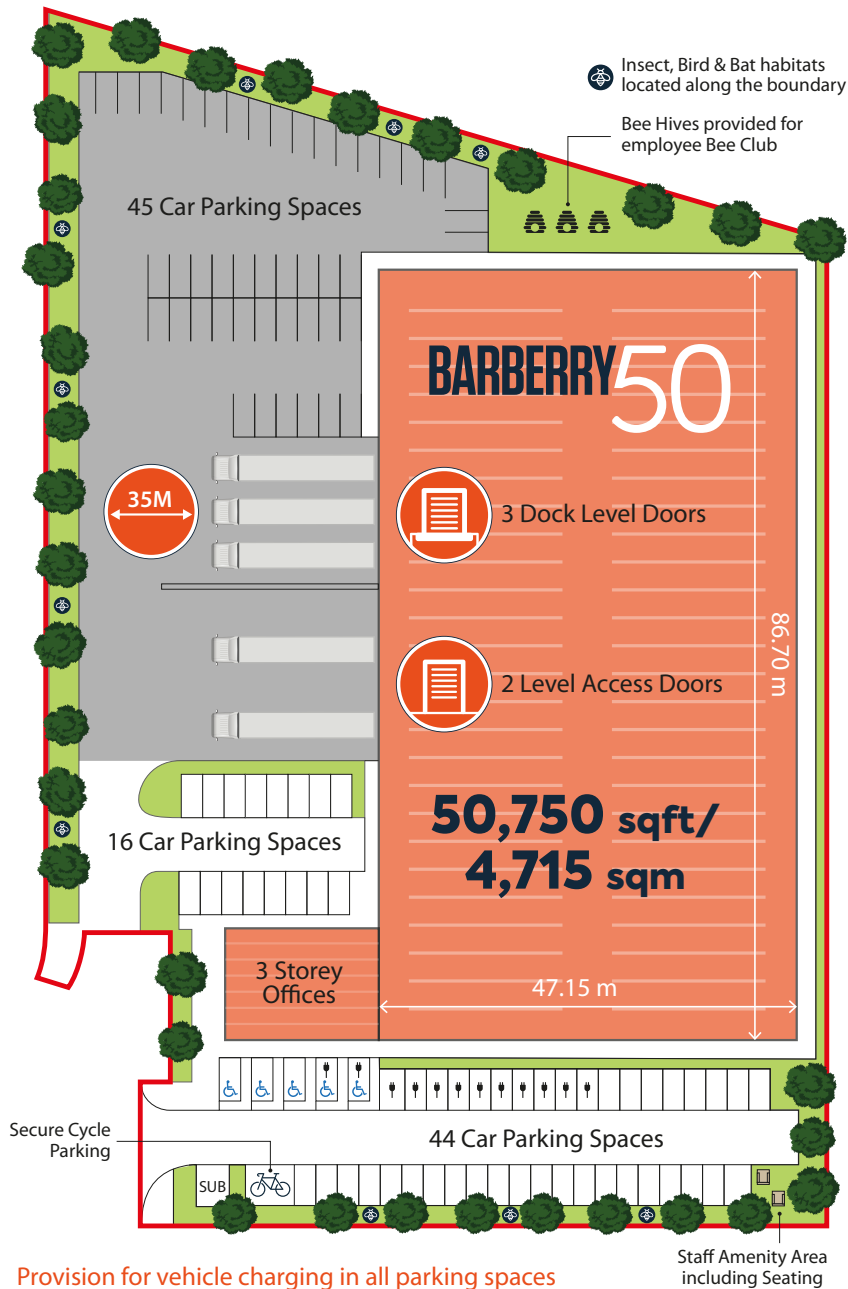 Insect, Bird & Bat habitats
located along the boundary
Bee Hives provided for
employee Bee Club
45 Car Parking Spaces
BARBERRY50
35M
3 Dock Level Doors
86.70 m
2 Level Access Doors
50,750 sqft/
4,715 sqm
16 Car Parking Spaces
3 Storey
Offices
47.15 m
Secure Cycle
Parking
44 Car Parking Spaces
SUB
Staff Amenity Area
including Seating
Provision for vehicle charging in all parking spaces